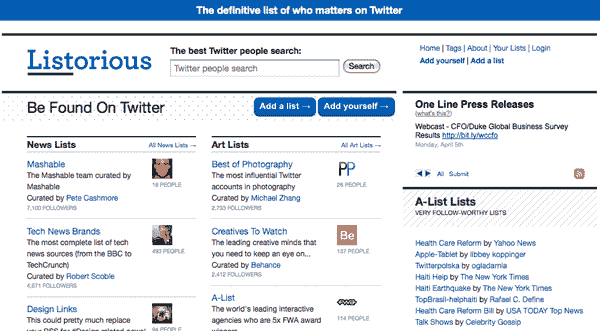 The definitive list of who matters on Twitter
Listorious
The best Twitter people search:
Twitter people search
Search
Home | Tags | About | Your Lists | Login
Add yourself | Add a list
Be Found On Twitter
Add a list →
Add yourself →
News Lists
All News Lists →
Mashable
The Mashable team curated by
Mashable
Curated by Pete Cashmore
7,100 FOLLOWERS
18 PEOPLE
Tech News Brands
The most complete list of tech
news sources (from the BBC to
TechCrunch)
Curated by Robert Scoble
4,671 FOLLOWERS
493 PEOPLE
Design Links
This could pretty much replace
Art Lists
All Art Lists →
Best of Photography
The most influential Twitter
accounts in photography
Curated by Michael Zhang
2,733 FOLLOWERS
PP
26 PEOPLE
Creatives To Watch
The leading creative minds that
you need to keep an eye on...
Curated by Behance
2,412 FOLLOWERS
Be
137 PEOPLE
A-List
The world's leading interactive
agencies who are 5x FWA award
winners
114 PEOPLE
One Line Press Releases
(what's this?)
Webcast - CFO/Duke Global Business Survey
Results http://bit.ly/wccfo
Monday, April 5th
All Submit
A-List Lists
VERY FOLLOW-WORTHY LISTS
Health Care Reform by Yahoo News
Apple-Tablet by libbey koppinger
Twitterpolska by ogladamia
Haiti Help by The New York Times
Haiti Earthquake by The New York Times
TopBrasil-helphaiti by Rafael C. Define
Health Care Reform Bill by USA TODAY Top News
Talk Shows by Celebrity Gossip